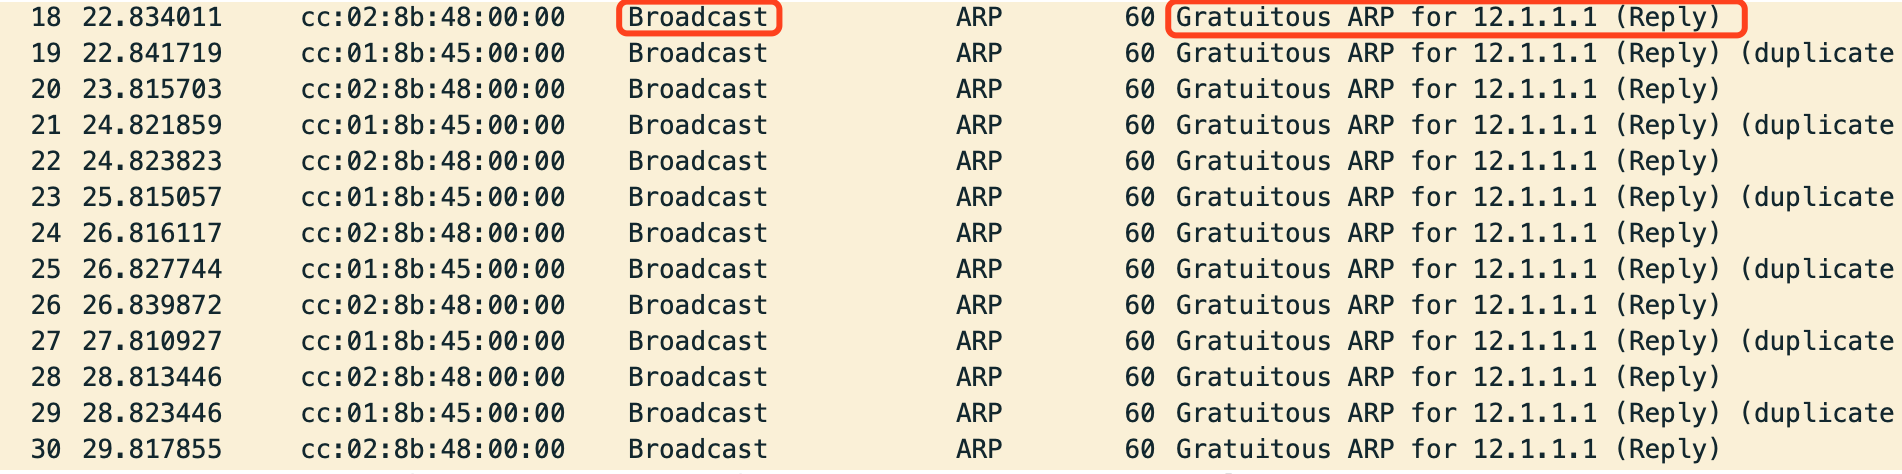 18 22.834011 cc:02:8b:48:00:00 Broadcast ARP 60 Gratuitous ARP for 12.1.1.1 (Reply)
19 22.841719 cc:01:8b:45:00:00 Broadcast ARP 60 Gratuitous ARP for 12.1.1.1 (Reply) (duplicate
20 23.815703 cc:02:8b:48:00:00 Broadcast ARP 60 Gratuitous ARP for 12.1.1.1 (Reply)
21 24.821859 cc:01:8b:45:00:00 Broadcast ARP 60 Gratuitous ARP for 12.1.1.1 (Reply) (duplicate
22 24.823823 cc:02:8b:48:00:00 Broadcast ARP 60 Gratuitous ARP for 12.1.1.1 (Reply)
23 25.815057 cc:01:8b:45:00:00 Broadcast ARP 60 Gratuitous ARP for 12.1.1.1 (Reply) (duplicate
24 26.816117 cc:02:8b:48:00:00 Broadcast ARP 60 Gratuitous ARP for 12.1.1.1 (Reply)
25 26.827744 cc:01:8b:45:00:00 Broadcast ARP 60 Gratuitous ARP for 12.1.1.1 (Reply) (duplicate
26 26.839872 cc:02:8b:48:00:00 Broadcast ARP 60 Gratuitous ARP for 12.1.1.1 (Reply)
27 27.810927 cc:01:8b:45:00:00 Broadcast ARP 60 Gratuitous ARP for 12.1.1.1 (Reply) (duplicate
28 28.813446 cc:02:8b:48:00:00 Broadcast ARP 60 Gratuitous ARP for 12.1.1.1 (Reply)
29 28.823446 cc:01:8b:45:00:00 Broadcast ARP 60 Gratuitous ARP for 12.1.1.1 (Reply) (duplicate
30 29.817855 cc:02:8b:48:00:00 Broadcast ARP 60 Gratuitous ARP for 12.1.1.1 (Reply)